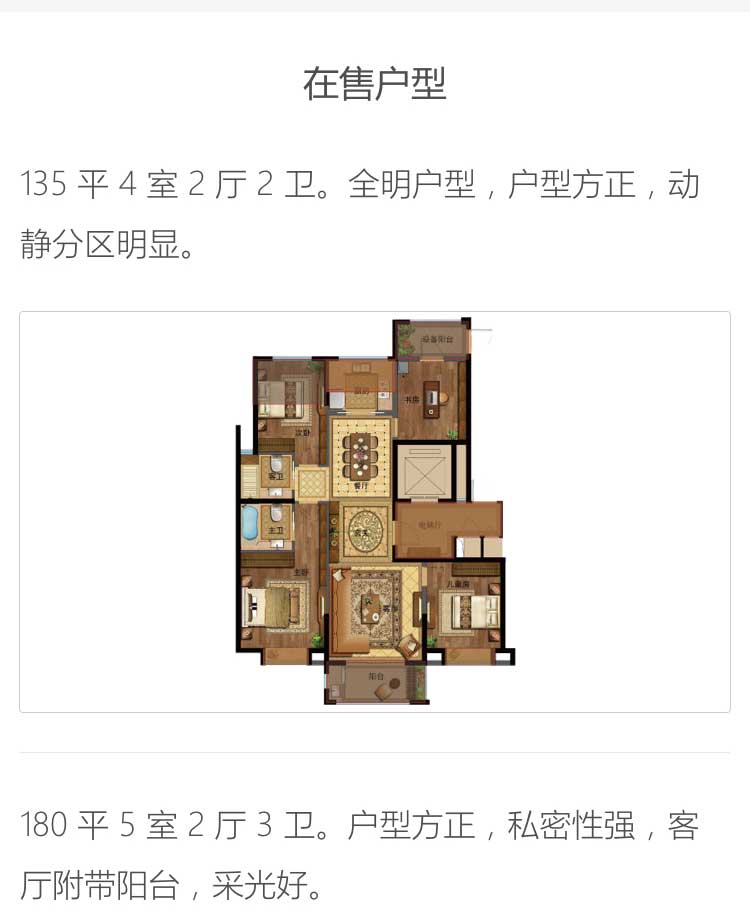 在售户型
135 平 4 室 2 厅 2 卫。全明户型，户型方正，动
静分区明显。
设备阳台
厨房
书房
次卧
餐厅
客卫
主卫
玄关
电梯厅
主卧
儿童房
客厅
阳台
180 平 5 室 2 厅 3 卫。户型方正，私密性强，客
厅附带阳台，采光好。